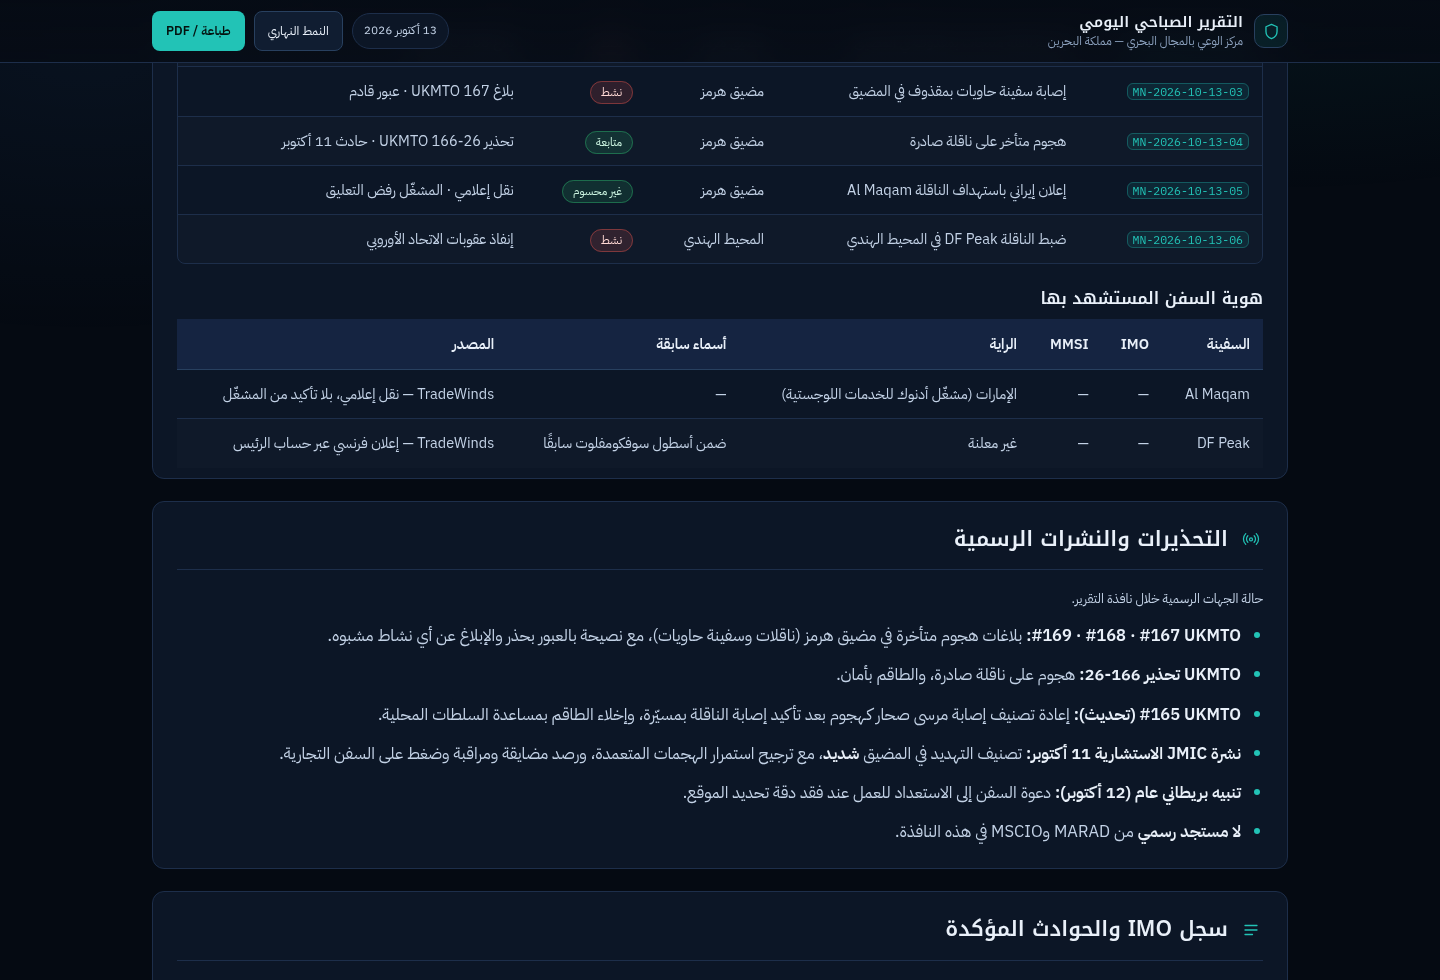 التقرير الصباحي اليومي
مركز الوعي بالمجال البحري — مملكة البحرين
13 أكتوبر 2026
النمط النهاري
طباعة / PDF
MN-2026-10-13-03 إصابة سفينة حاويات بمقذوف في المضيق مضيق هرمز نشط بلاغ UKMTO 167 · عبور قادم
MN-2026-10-13-04 هجوم متأخر على ناقلة صادرة مضيق هرمز متابعة تحذير UKMTO 166-26 · حادث 11 أكتوبر
MN-2026-10-13-05 إعلان إيراني باستهداف الناقلة Al Maqam مضيق هرمز غير محسوم نقل إعلامي · المشغّل رفض التعليق
MN-2026-10-13-06 ضبط الناقلة DF Peak في المحيط الهندي المحيط الهندي نشط إنفاذ عقوبات الاتحاد الأوروبي
هوية السفن المستشهد بها
السفينة IMO MMSI الراية أسماء سابقة المصدر
Al Maqam — — الإمارات (مشغّل أدنوك للخدمات اللوجستية) — TradeWinds — نقل إعلامي، بلا تأكيد من المشغّل
DF Peak — — غير معلنة ضمن أسطول سوفكومفلوت سابقًا TradeWinds — إعلان فرنسي عبر حساب الرئيس
التحذيرات والنشرات الرسمية
حالة الجهات الرسمية خلال نافذة التقرير.
UKMTO #167 · #168 · #169: بلاغات هجوم متأخرة في مضيق هرمز (ناقلات وسفينة حاويات)، مع نصيحة بالعبور بحذر والإبلاغ عن أي نشاط مشبوه.
UKMTO تحذير 166-26: هجوم على ناقلة صادرة، والطاقم بأمان.
UKMTO #165 (تحديث): إعادة تصنيف إصابة مرسى صحار كهجوم بعد تأكيد إصابة الناقلة بمسيّرة، وإخلاء الطاقم بمساعدة السلطات المحلية.
نشرة JMIC الاستشارية 11 أكتوبر: تصنيف التهديد في المضيق شديد، مع ترجيح استمرار الهجمات المتعمدة، ورصد مضايقة ومراقبة وضغط على السفن التجارية.
تنبيه بريطاني عام (12 أكتوبر): دعوة السفن إلى الاستعداد للعمل عند فقد دقة تحديد الموقع.
لا مستجد رسمي من MARAD وMSCIO في هذه النافذة.
سجل IMO والحوادث المؤكدة